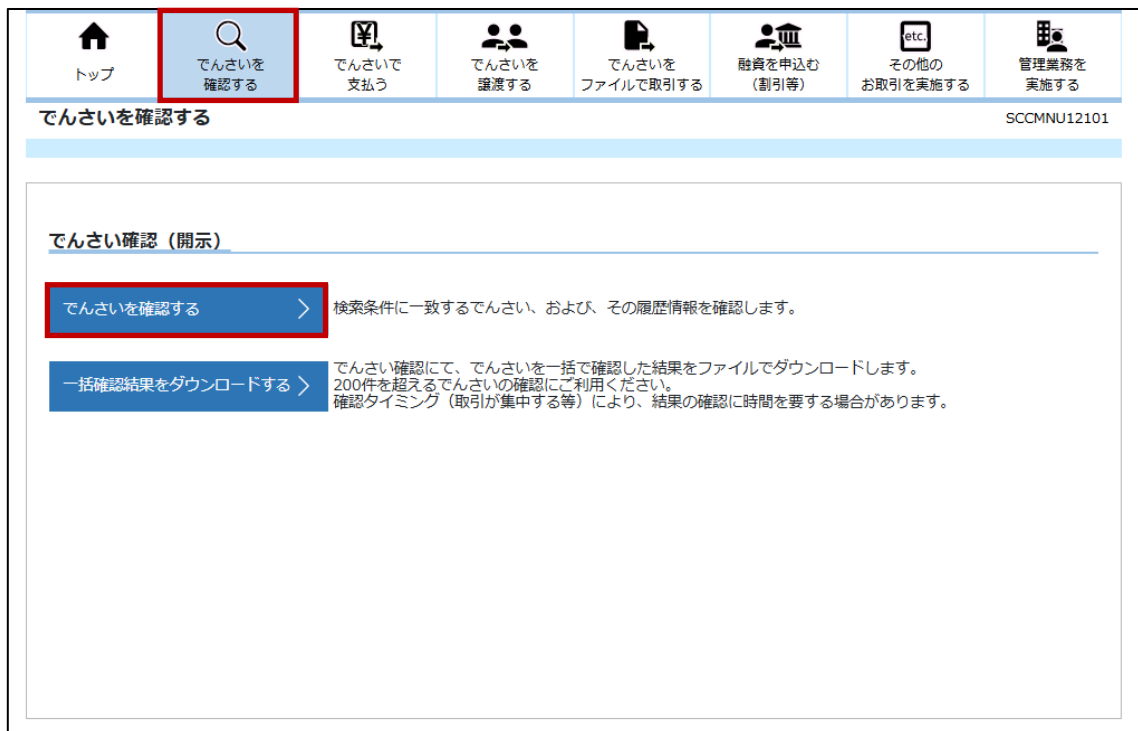 トップ
でんさいを
確認する
でんさいで
支払う
でんさいを
譲渡する
でんさいを
ファイルで取引する
融資を申込む
(割引等)
etc.
その他の
お取引を実施する
管理業務を
実施する
でんさいを確認する
SCCMNU12101
でんさい確認(開示)
でんさいを確認する
検索条件に一致するでんさい、および、その履歴情報を確認します。
一括確認結果をダウンロードする
でんさい確認にて、でんさいを一括で確認した結果をファイルでダウンロードします。
200件を超えるでんさいの確認にご利用ください。
確認タイミング(取引が集中する等)により、結果の確認に時間を要する場合があります。